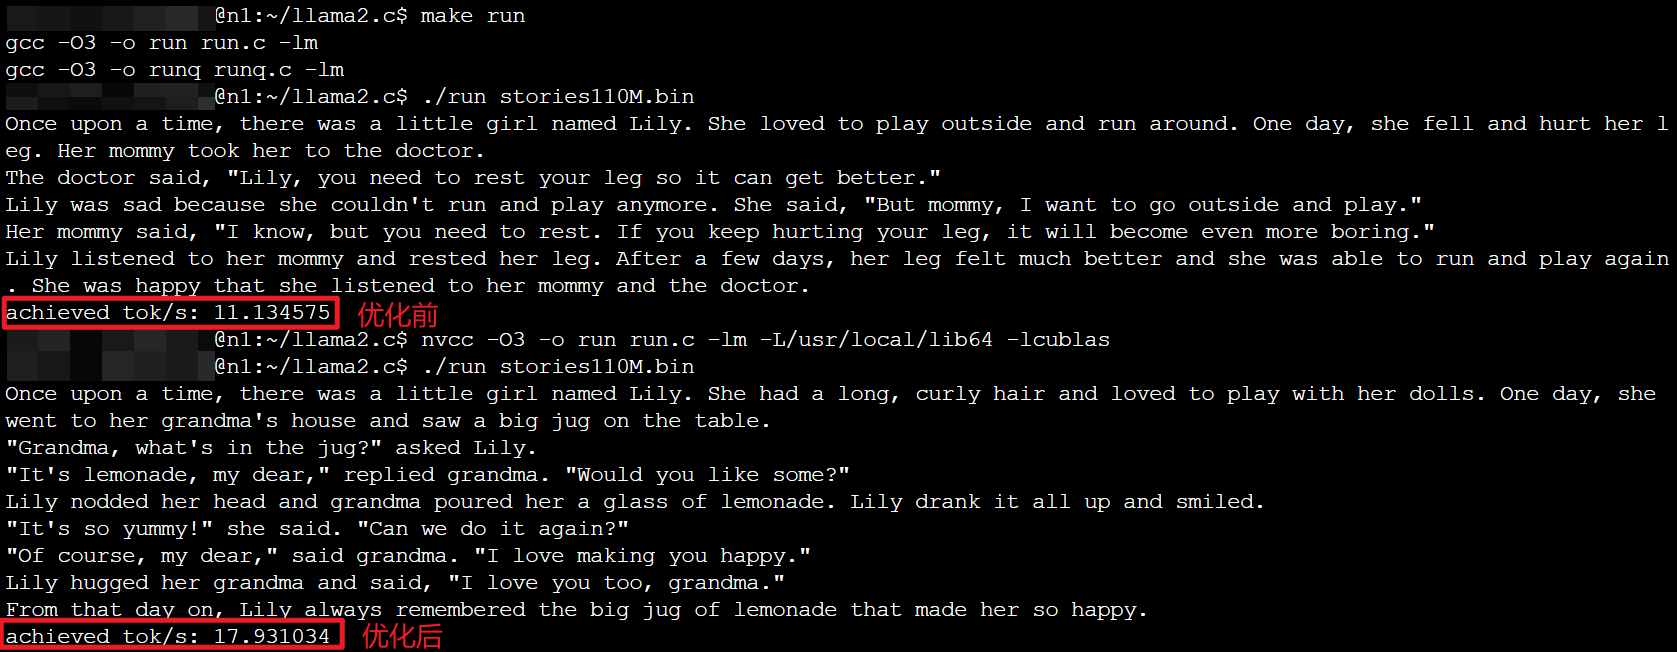 @n1:~/llama2.c$ make run
gcc -O3 -o run run.c -lm
gcc -O3 -o runq runq.c -lm
@n1:~/llama2.c$ ./run stories110M.bin
Once upon a time, there was a little girl named Lily. She loved to play outside and run around. One day, she fell and hurt her l
eg. Her mommy took her to the doctor.
The doctor said, "Lily, you need to rest your leg so it can get better."
Lily was sad because she couldn't run and play anymore. She said, "But mommy, I want to go outside and play."
Her mommy said, "I know, but you need to rest. If you keep hurting your leg, it will become even more boring."
Lily listened to her mommy and rested her leg. After a few days, her leg felt much better and she was able to run and play again
. She was happy that she listened to her mommy and the doctor.
achieved tok/s: 11.134575 优化前
@n1:~/llama2.c$ nvcc -O3 -o run run.c -lm -L/usr/local/lib64 -lcublas
@n1:~/llama2.c$ ./run stories110M.bin
Once upon a time, there was a little girl named Lily. She had a long, curly hair and loved to play with her dolls. One day, she
went to her grandma's house and saw a big jug on the table.
"Grandma, what's in the jug?" asked Lily.
"It's lemonade, my dear," replied grandma. "Would you like some?"
Lily nodded her head and grandma poured her a glass of lemonade. Lily drank it all up and smiled.
"It's so yummy!" she said. "Can we do it again?"
"Of course, my dear," said grandma. "I love making you happy."
Lily hugged her grandma and said, "I love you too, grandma."
From that day on, Lily always remembered the big jug of lemonade that made her so happy.
achieved tok/s: 17.931034 优化后